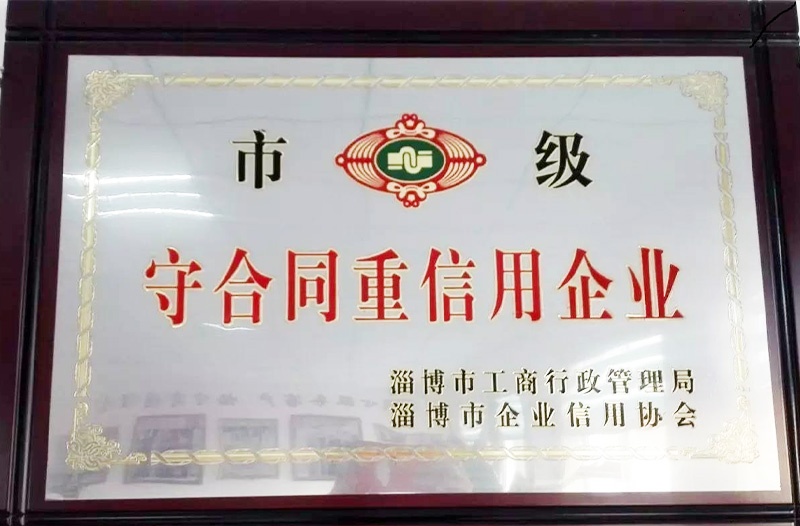 市 级
守合同重信用企业
淄博市工商行政管理局
淄博市企业信用协会